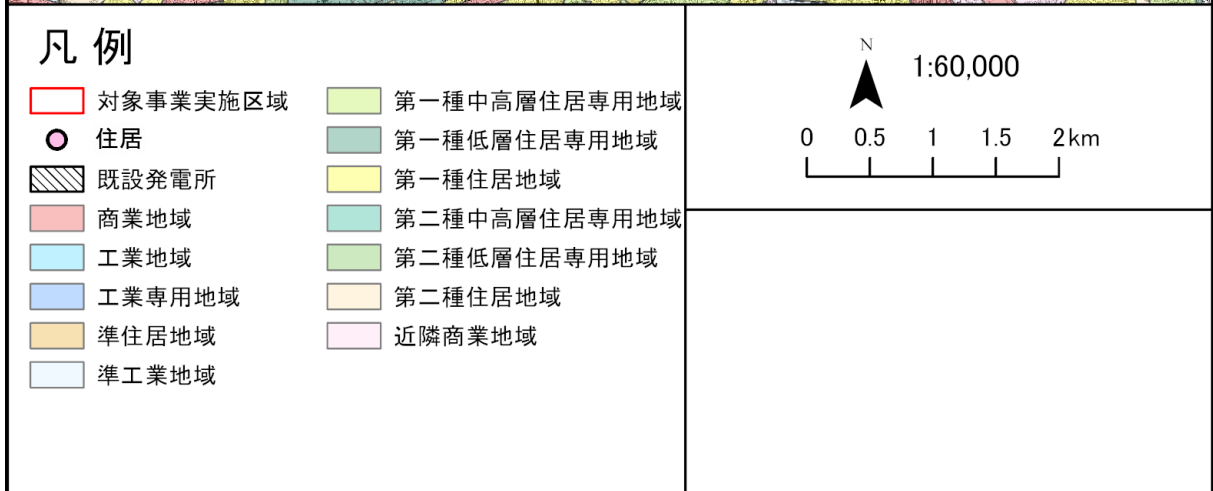 凡 例
対象事業実施区域
住居
既設発電所
商業地域
工業地域
工業専用地域
準住居地域
準工業地域
第一種中高層住居専用地域
第一種低層住居専用地域
第一種住居地域
第二種中高層住居専用地域
第二種低層住居専用地域
第二種住居地域
近隣商業地域
N
1:60,000
0 0.5 1 1.5 2km